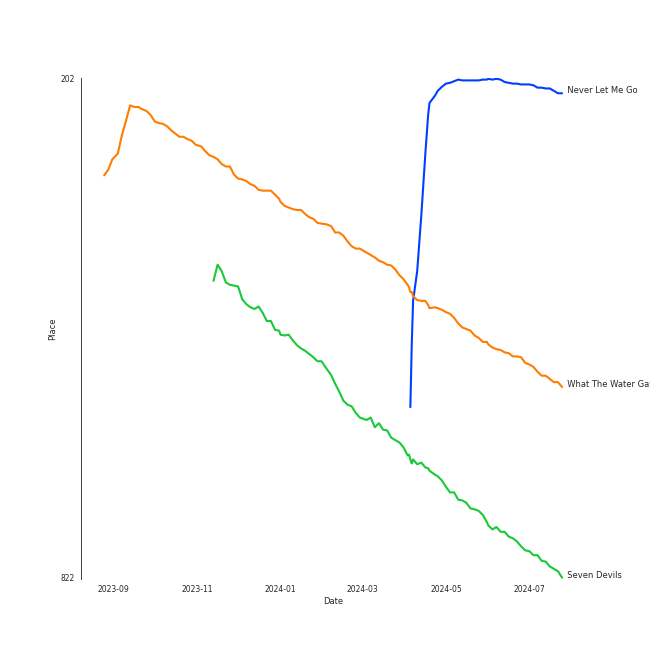 202
Never Let Me Go
Place
What The Water Ga
Seven Devils
822
2023-09 2023-11 2024-01 2024-03 2024-05 2024-07
Date